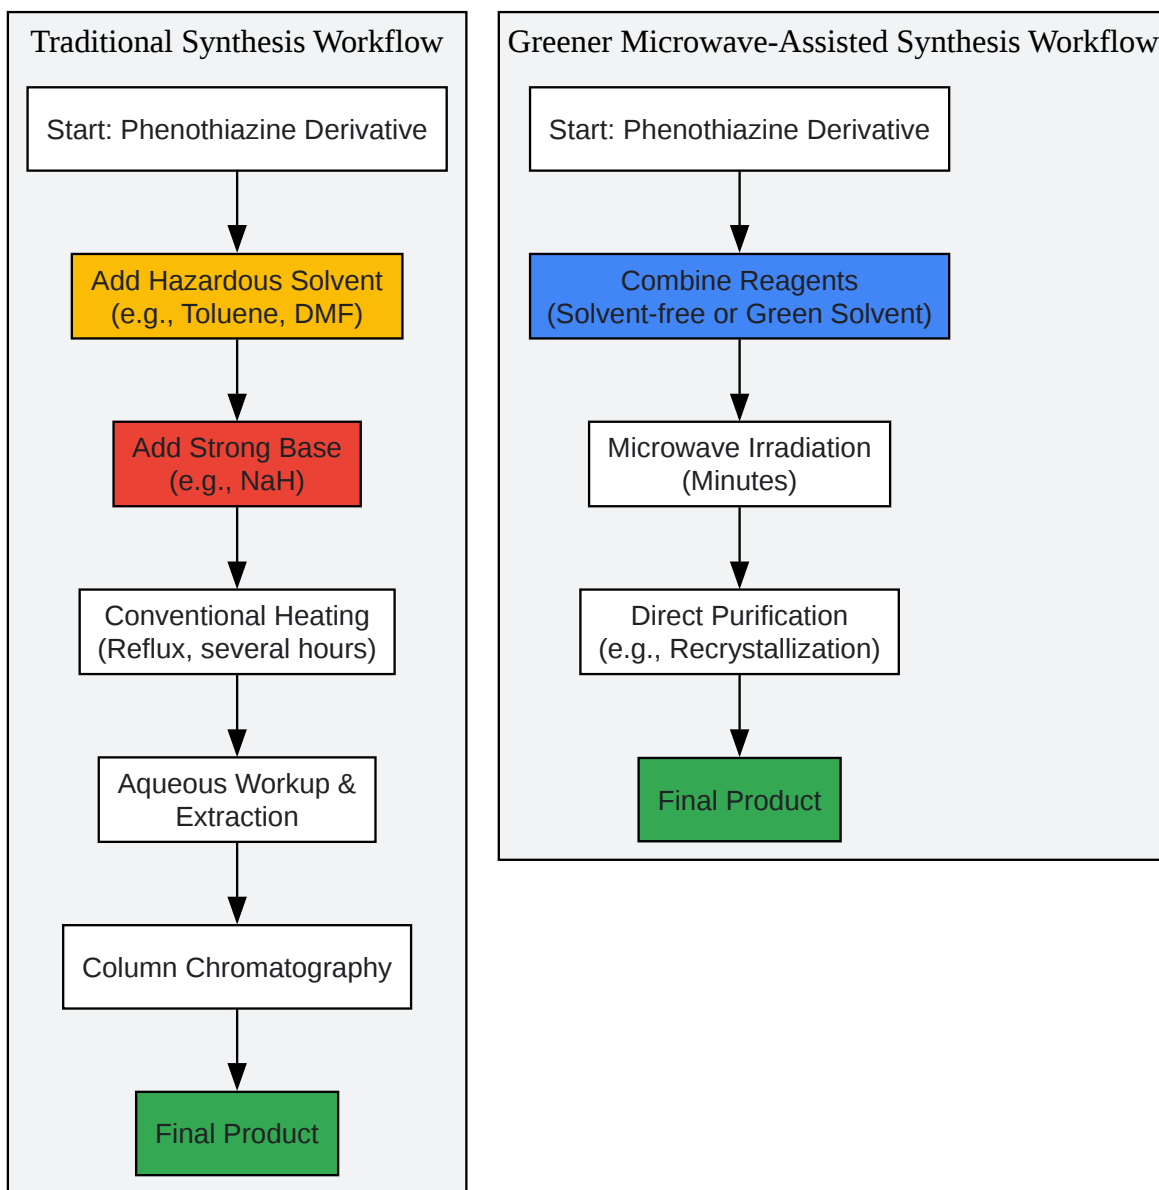 Traditional Synthesis Workflow
Start: Phenothiazine Derivative
Add Hazardous Solvent
(e.g., Toluene, DMF)
Add Strong Base
(e.g., NaH)
Conventional Heating
(Reflux, several hours)
Aqueous Workup &
Extraction
Column Chromatography
Final Product
Greener Microwave-Assisted Synthesis Workflow
Start: Phenothiazine Derivative
Combine Reagents
(Solvent-free or Green Solvent)
Microwave Irradiation
(Minutes)
Direct Purification
(e.g., Recrystallization)
Final Product